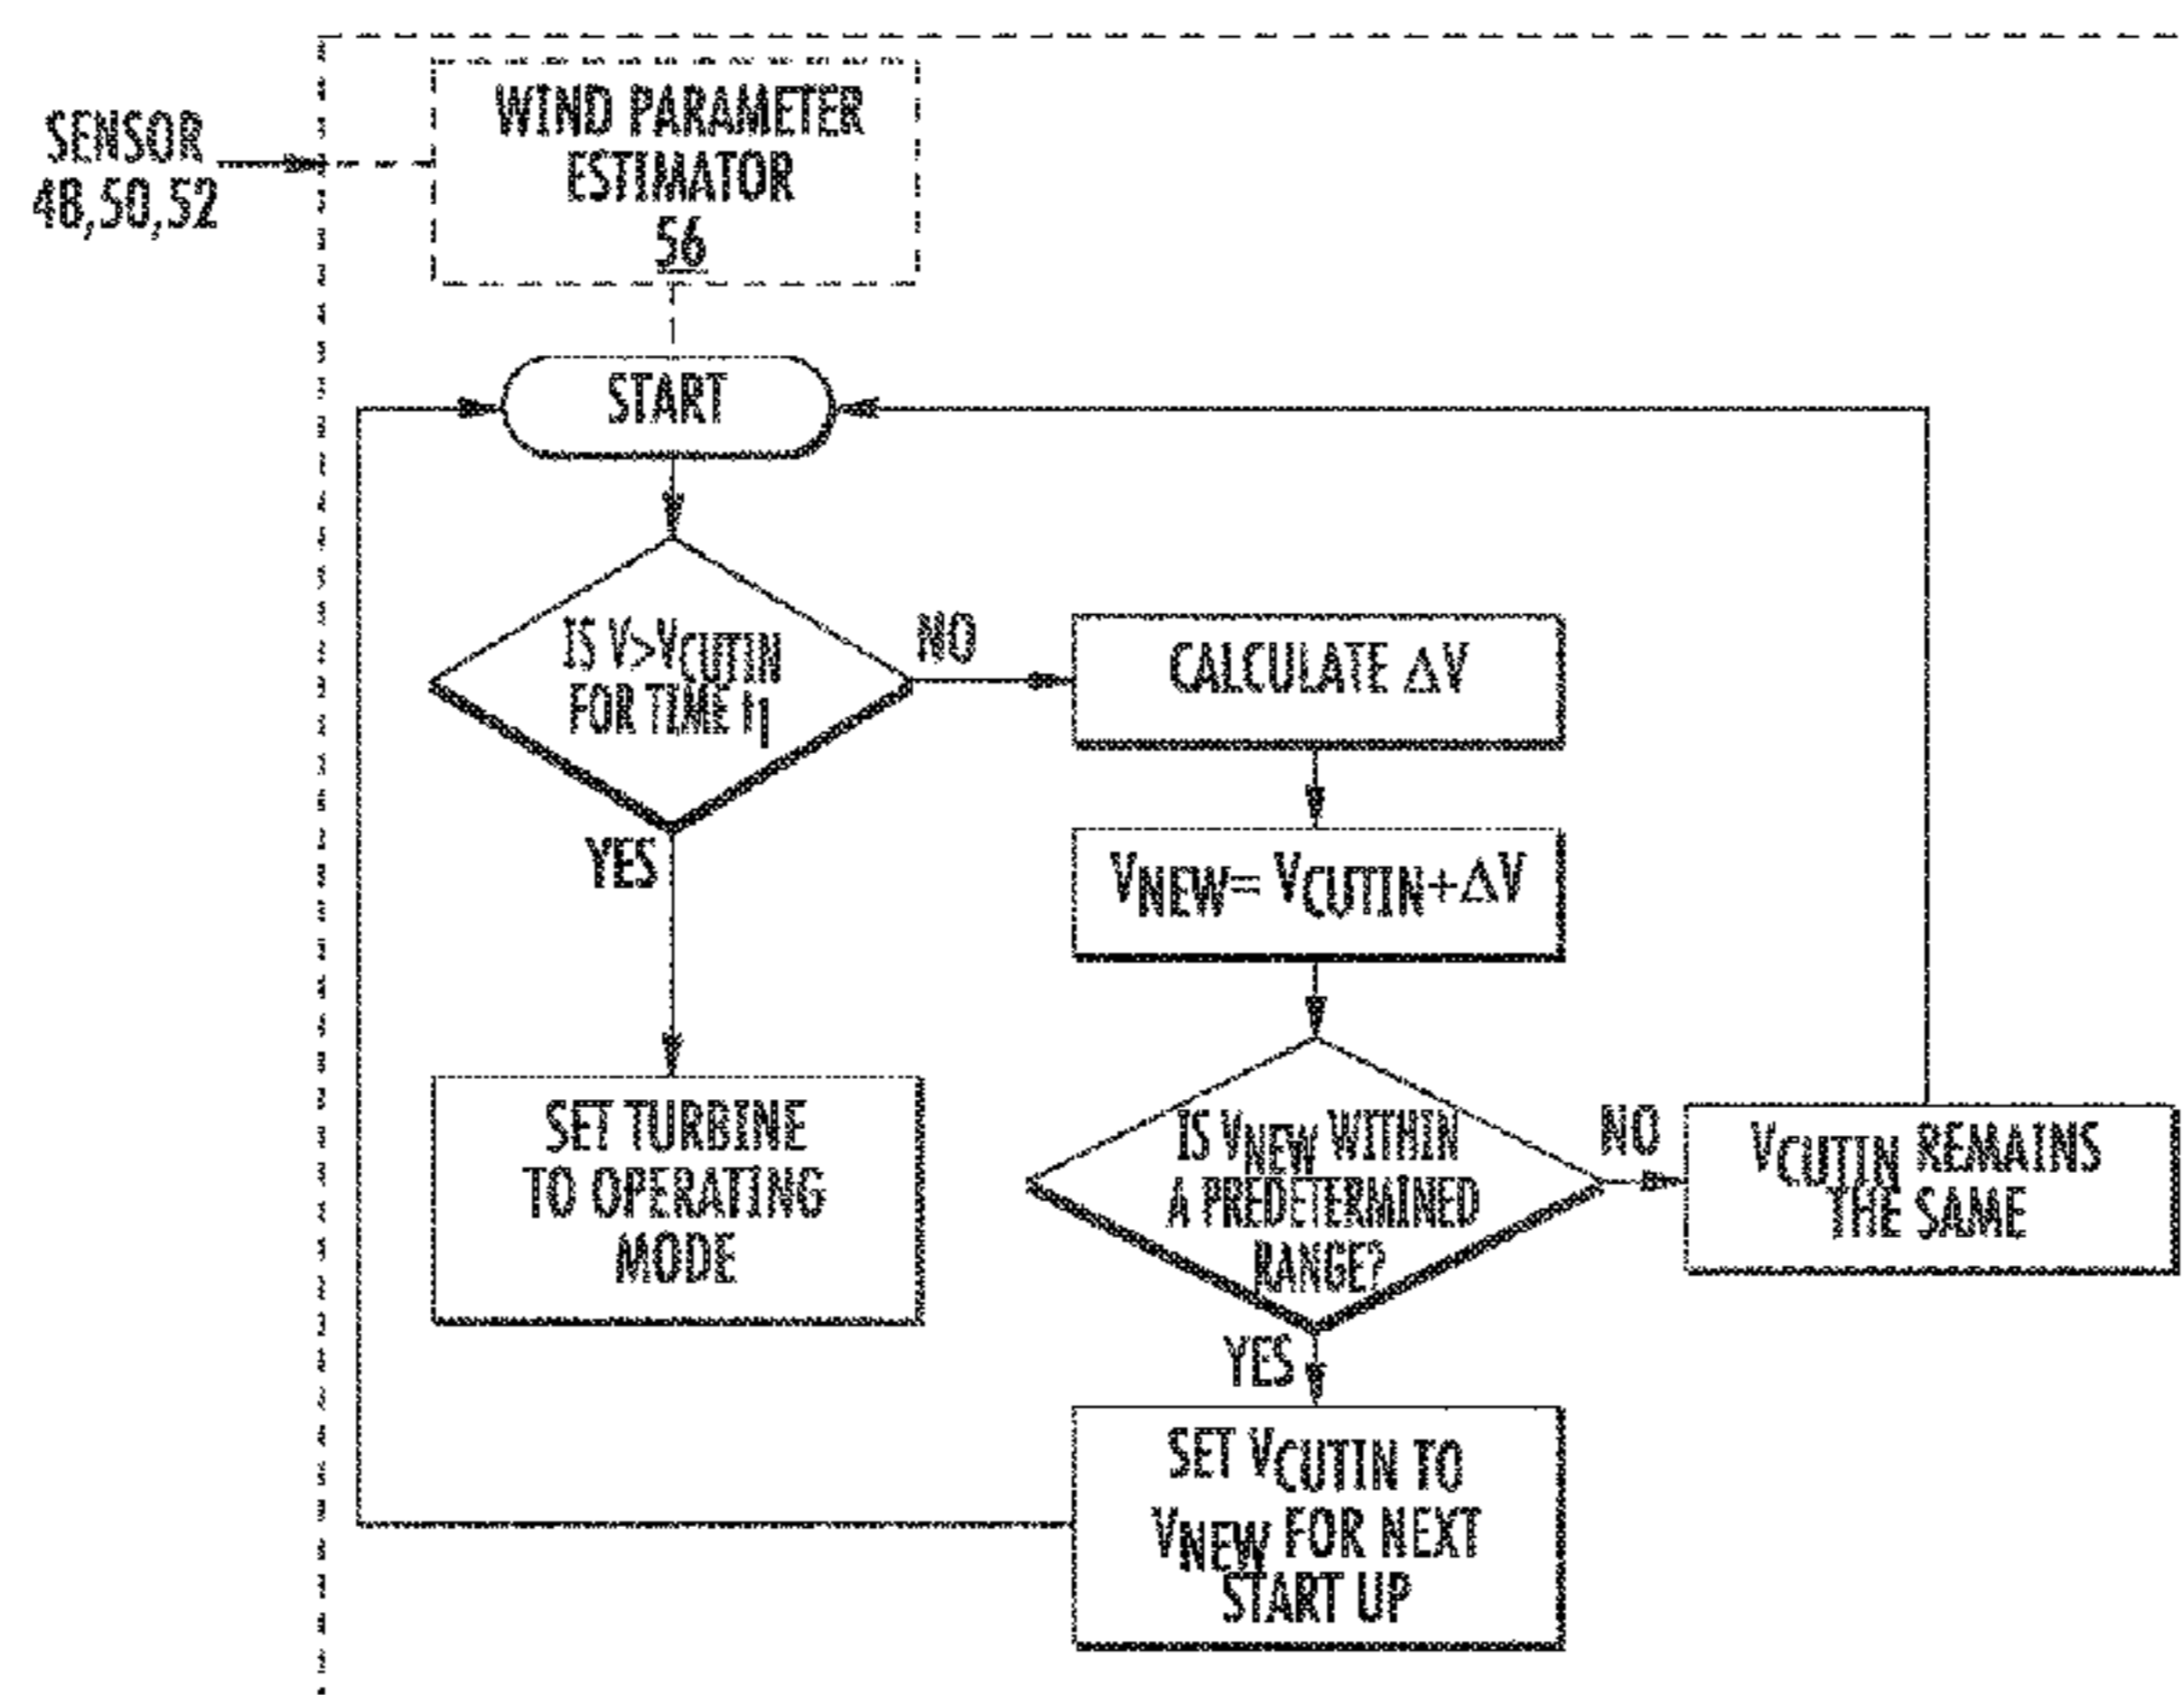 WIND PARAMETER
ESTIMATOR
56
SENSOR
48,50,52
START
IS V>VCUTIN
FOR TIME t1
NO
CALCULATE ΔV
VNEW= VCUTIN+ΔV
YES
SET TURBINE
TO OPERATING
MODE
IS VNEW WITHIN
A PREDETERMINED
RANGE?
NO
VCUTIN REMAINS
THE SAME
YES
SET VCUTIN TO
VNEW FOR NEXT
START UP